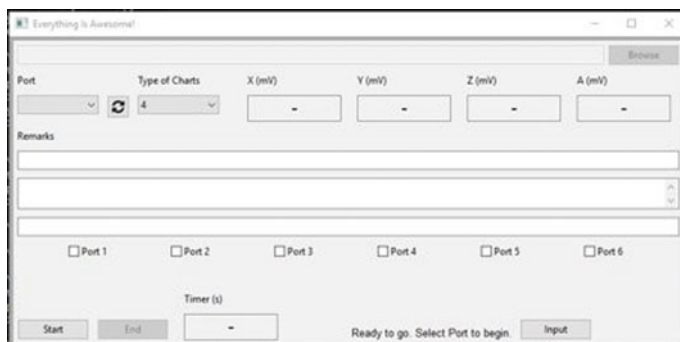 Everything Is Awesome!
Browse
Port
Type of Charts
X (mV)
Y (mV)
Z (mV)
A (mV)
4
-
-
-
-
Remarks
Port 1
Port 2
Port 3
Port 4
Port 5
Port 6
Timer (s)
Start
End
-
Ready to go. Select Port to begin.
Input